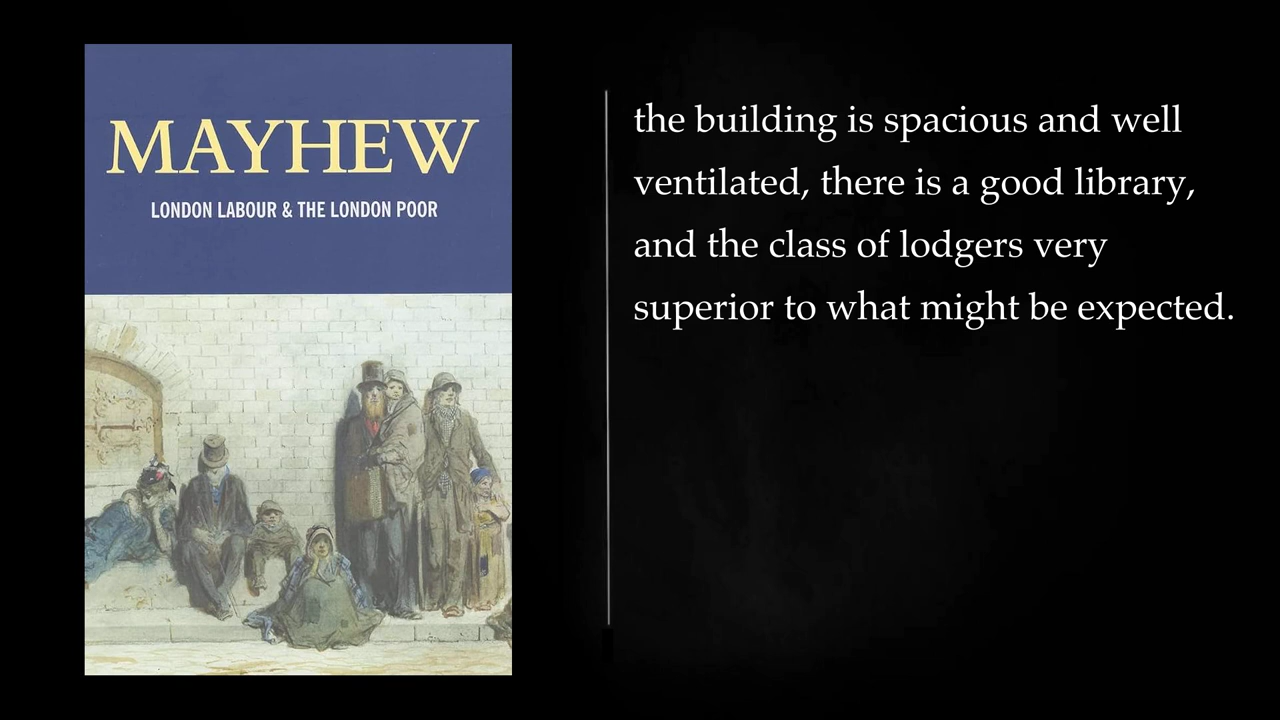 MAYHEW
LONDON LABOUR & THE LONDON POOR
the building is spacious and well
ventilated, there is a good library,
and the class of lodgers very
superior to what might be expected.